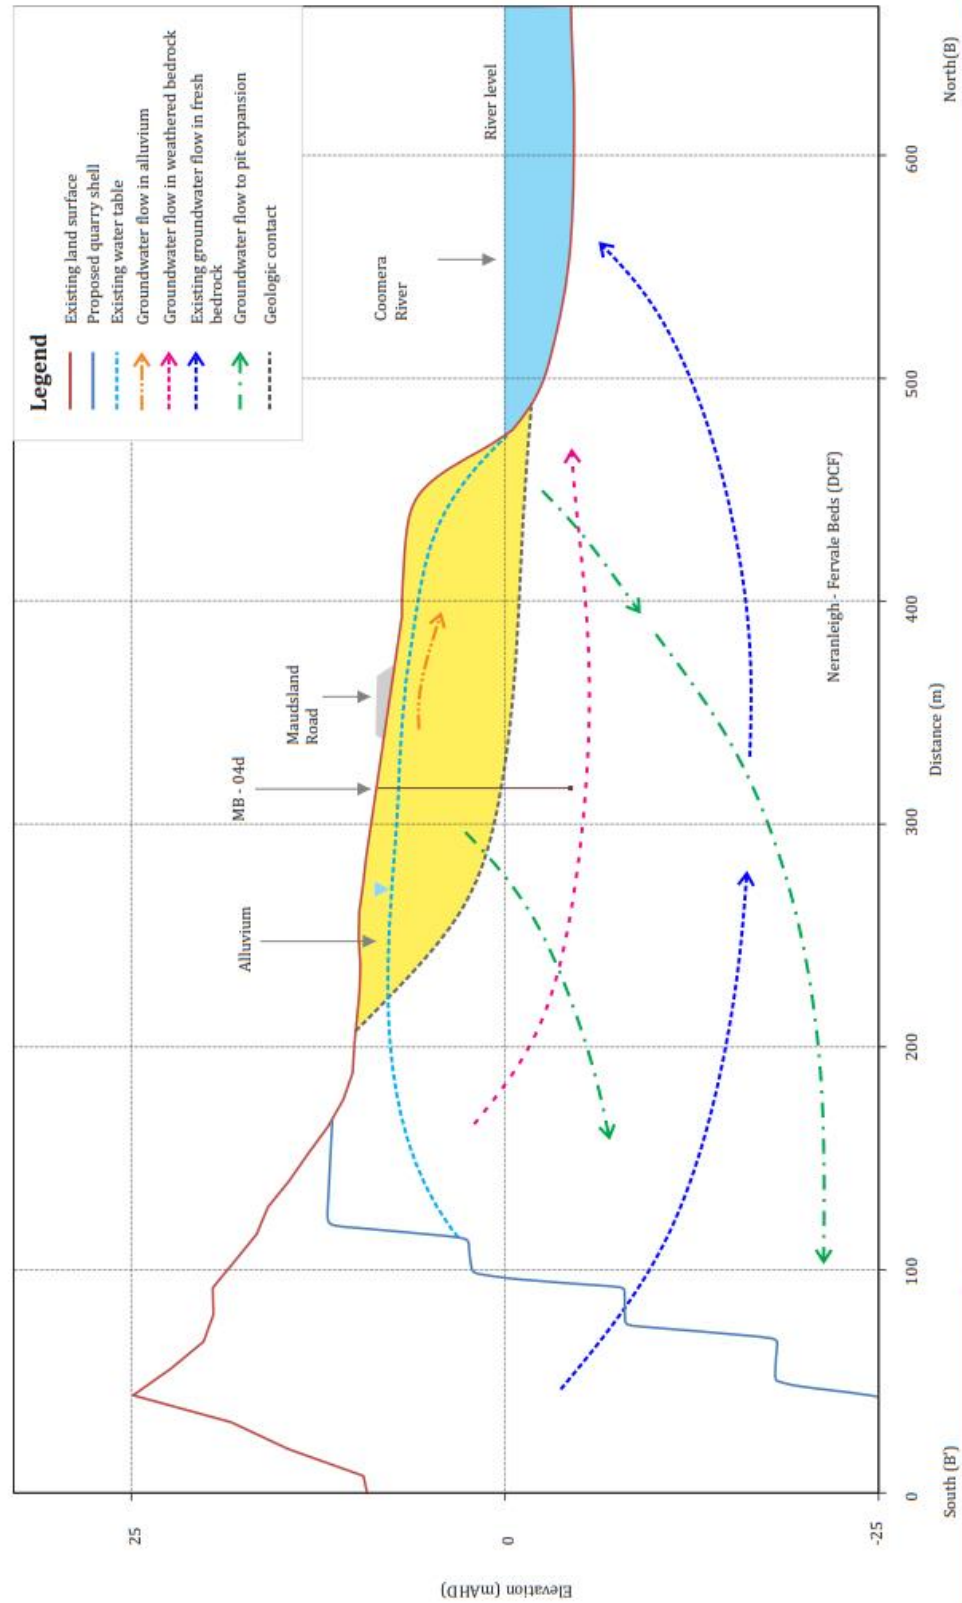 Legend
Existing land surface
Proposed quarry shell
Existing water table
Groundwater flow in alluvium
Groundwater flow in weathered bedrock
Existing groundwater flow in fresh
bedrock
Groundwater flow to pit expansion
Geologic contact
Alluvium
MB - 04d
Maudsland
Road
Coomera
River
River level
Neranleigh - Fervale Beds (DCF)
Elevation (mAHD)
25
0
-25
0
100
200
300
400
500
600
Distance (m)
South (B')
North(B)